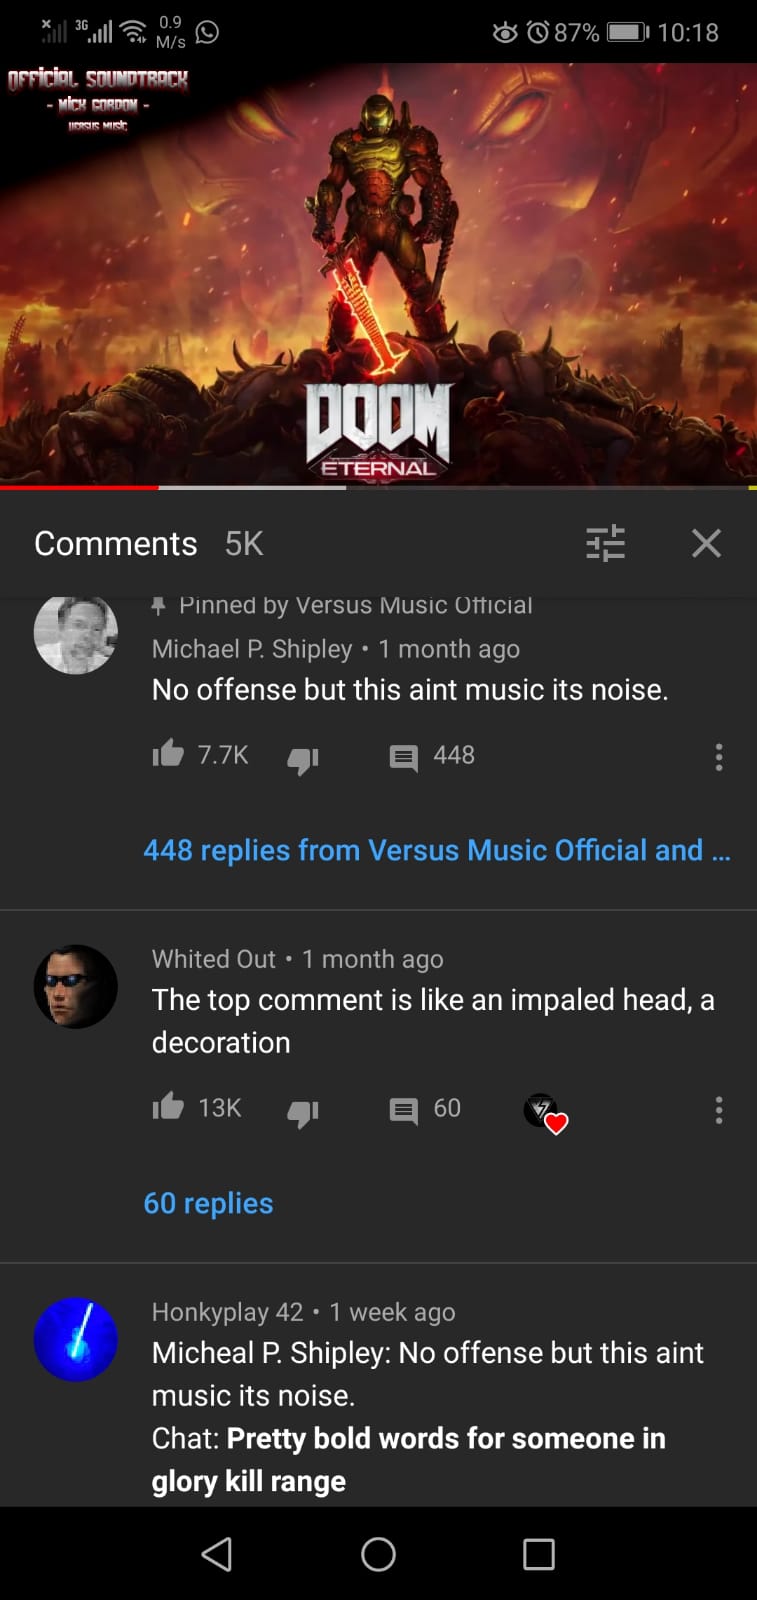 3G
0.9
M/s
87%
10:18
OFFICIAL SOUNDTRACK
- MICK GORDON -
VERSUS MUSIC
DOOM
ETERNAL
Comments 5K
Pinned by Versus Music Official
Michael P. Shipley • 1 month ago
No offense but this aint music its noise.
7.7K
448
448 replies from Versus Music Official and ...
Whited Out • 1 month ago
The top comment is like an impaled head, a
decoration
13K
60
60 replies
Honkyplay 42 • 1 week ago
Micheal P. Shipley: No offense but this aint
music its noise.
Chat: Pretty bold words for someone in
glory kill range